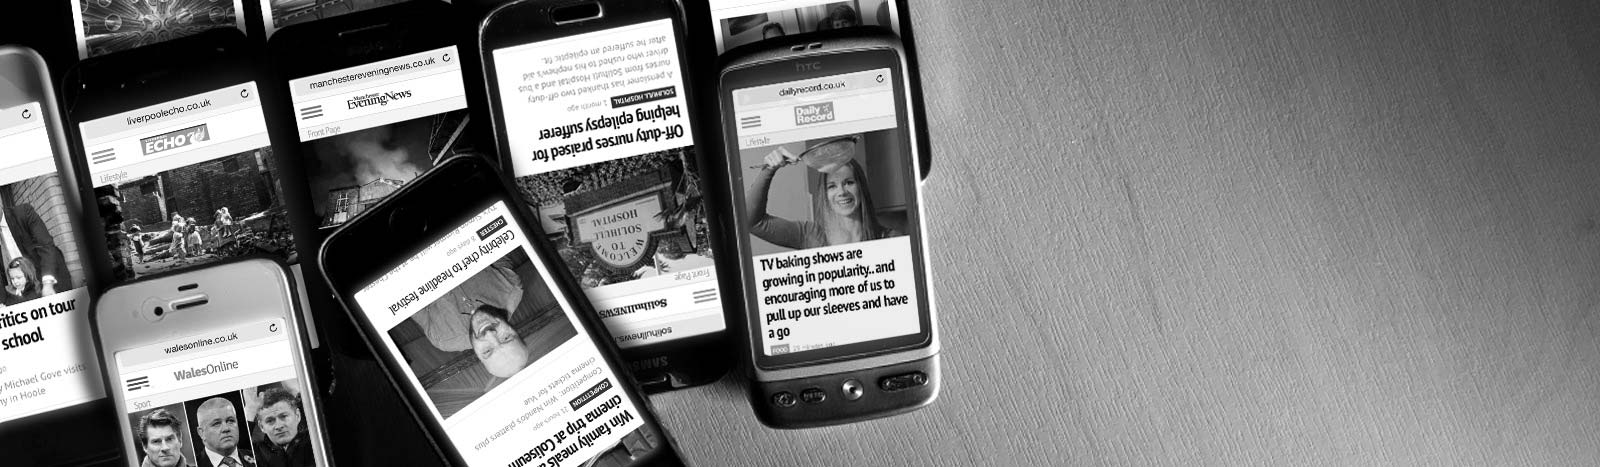 ritics on tour
school
go
y Michael Gove visits
ny in Hoole
liverpoolecho.co.uk
ECHO
Lifestyle
walesonline.co.uk
WalesOnline
Sport
manchestereveningnews.co.uk
Manchester
Evening News
Front Page
CHESTER
3 days ago
Celebrity chef to headline festival
Win family meals a
cinema trip at Coliseum
COMPETITION
21 hours ago
Competition: Win Nando's platters plus
cinema tickets for Vue
solihullnews.
SolihullNEWS
Front Page
WELCOME
TO
SOLIHULL
HOSPITAL
Off-duty nurses praised for
helping epilepsy sufferer
SOLIHULL HOSPITAL
1 month ago
A pensioner has thanked two off-duty
nurses from Solihull Hospital and a bus
driver who rushed to his nephew's aid
after he suffered an epileptic fit.
SAMSUNG
Lifestyle
hTC
dailyrecord.co.uk
Daily
Record
Lifestyle
TV baking shows are
growing in popularity..and
encouraging more of us to
pull up our sleeves and have
a go
FOOD